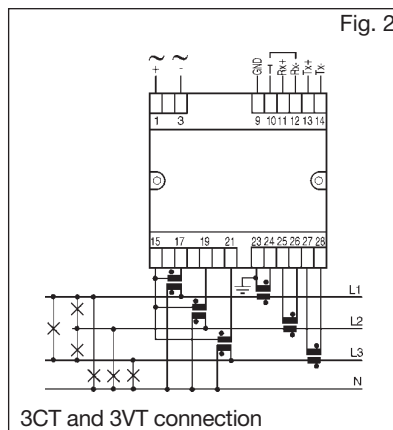 Fig. 2
~ ~
+ -
GND T Rx+ Rx- Tx+ Tx-
1 3 9 10 11 12 13 14
15 17 19 21 23 24 25 26 27 28
L1
L2
L3
N
3CT and 3VT connection